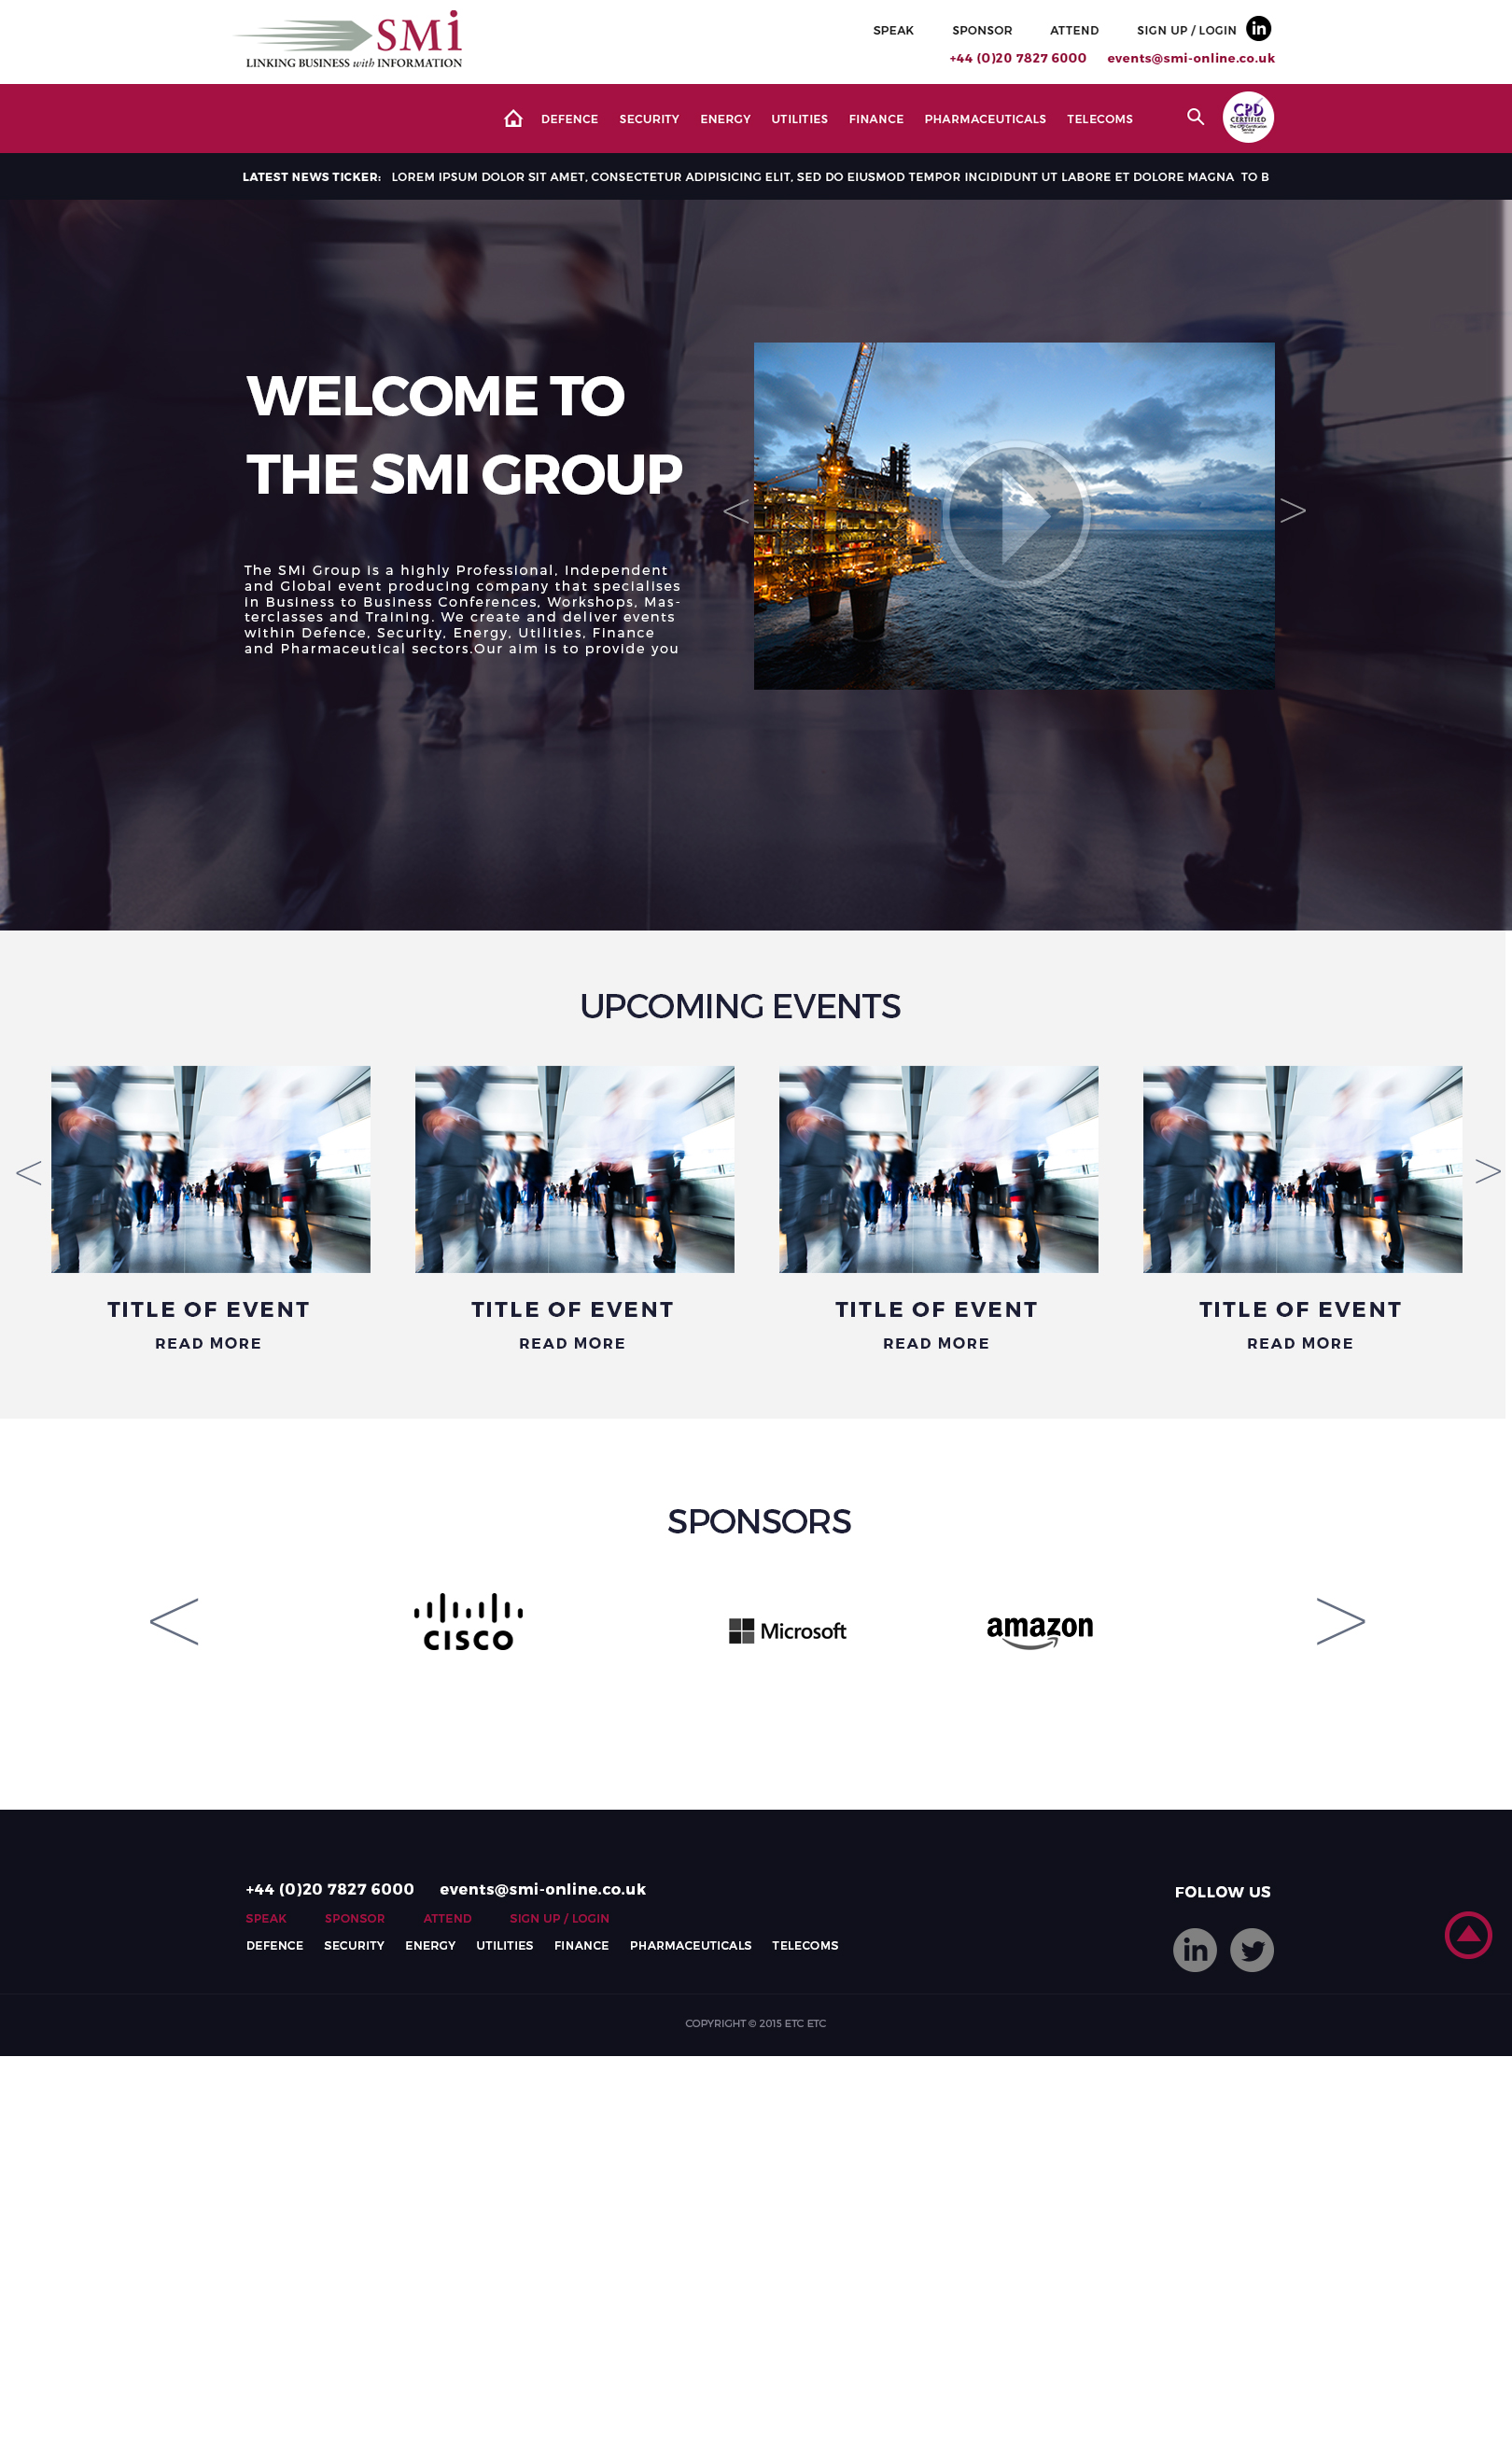 SMi
LINKING BUSINESS with INFORMATION
SPEAK SPONSOR ATTEND SIGN UP / LOGIN in
+44 (0)20 7827 6000 events@smi-online.co.uk
DEFENCE SECURITY ENERGY UTILITIES FINANCE PHARMACEUTICALS TELECOMS
CPD
CERTIFIED
The CPD Certification
Service
LATEST NEWS TICKER: LOREM IPSUM DOLOR SIT AMET, CONSECTETUR ADIPISICING ELIT, SED DO EIUSMOD TEMPOR INCIDIDUNT UT LABORE ET DOLORE MAGNA TO B
WELCOME TO
THE SMI GROUP
The SMi Group is a highly Professional, Independent
and Global event producing company that specialises
in Business to Business Conferences, Workshops, Mas-
terclasses and Training. We create and deliver events
within Defence, Security, Energy, Utilities, Finance
and Pharmaceutical sectors.Our aim is to provide you
UPCOMING EVENTS
TITLE OF EVENT TITLE OF EVENT TITLE OF EVENT TITLE OF EVENT
READ MORE READ MORE READ MORE READ MORE
SPONSORS
CISCO Microsoft amazon
+44 (0)20 7827 6000 events@smi-online.co.uk
FOLLOW US
SPEAK SPONSOR ATTEND SIGN UP / LOGIN
DEFENCE SECURITY ENERGY UTILITIES FINANCE PHARMACEUTICALS TELECOMS
in
COPYRIGHT © 2015 ETC ETC